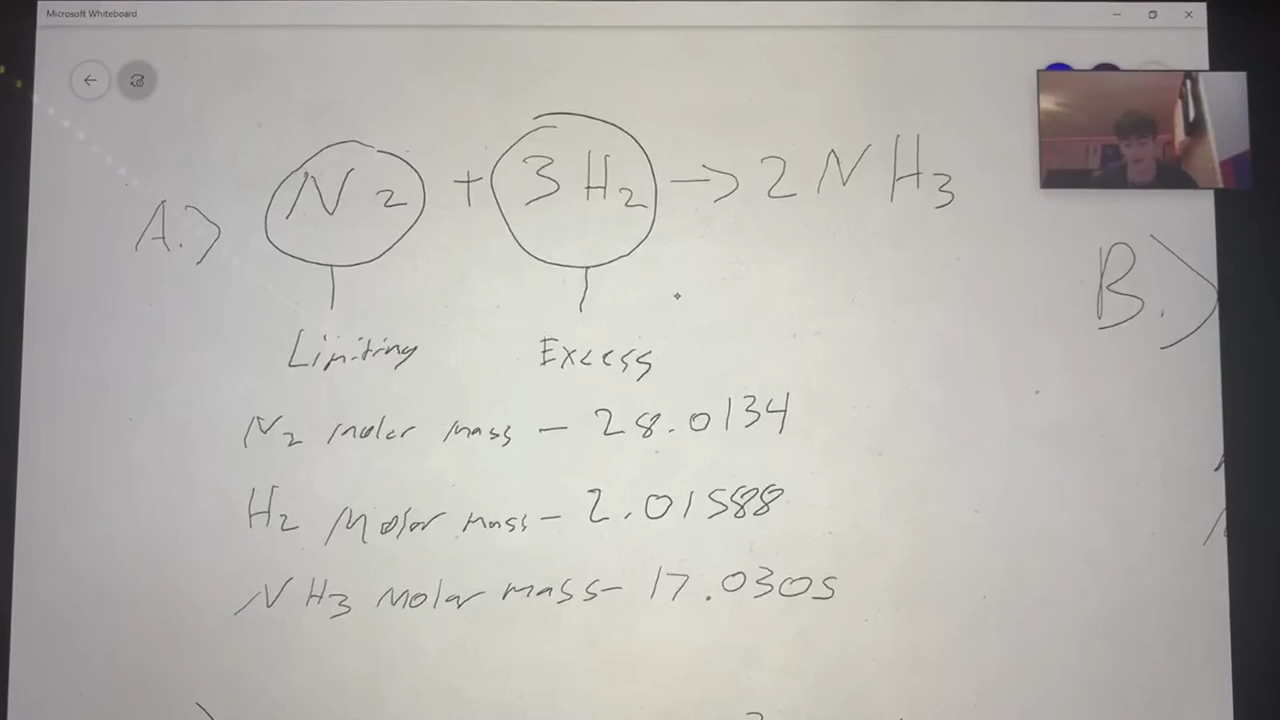 Microsoft Whiteboard
A.) N2 + 3H2 → 2NH3
B.)
Limiting Excess
N2 molar mass - 28.0134
H2 Molar mass - 2.01588
NH3 Molar mass - 17.0305